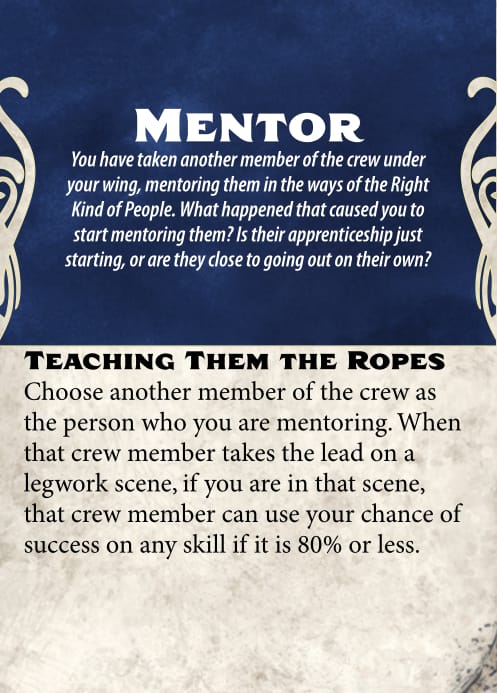 MENTOR
You have taken another member of the crew under
your wing, mentoring them in the ways of the Right
Kind of People. What happened that caused you to
start mentoring them? Is their apprenticeship just
starting, or are they close to going out on their own?
TEACHING THEM THE ROPES
Choose another member of the crew as
the person who you are mentoring. When
that crew member takes the lead on a
legwork scene, if you are in that scene,
that crew member can use your chance of
success on any skill if it is 80% or less.